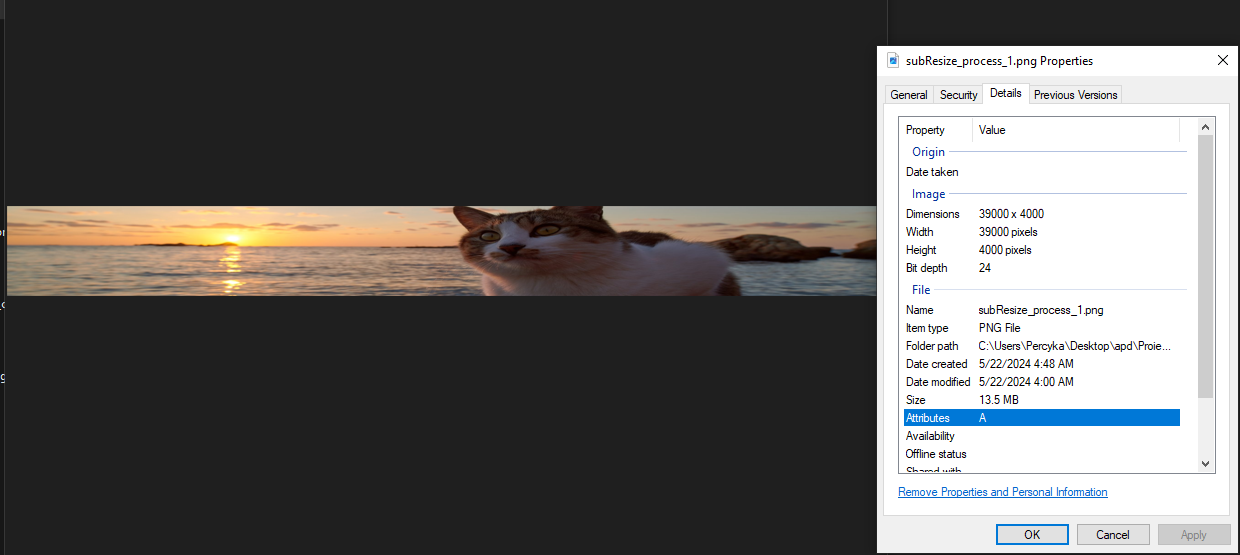 subResize_process_1.png Properties
General Security Details Previous Versions
Property Value
Origin
Date taken
Image
Dimensions 39000 x 4000
Width 39000 pixels
Height 4000 pixels
Bit depth 24
File
Name subResize_process_1.png
Item type PNG File
Folder path C:\Users\Percyka\Desktop\apd\Proie...
Date created 5/22/2024 4:48 AM
Date modified 5/22/2024 4:00 AM
Size 13.5 MB
Attributes A
Availability
Offline status
Shared with
Remove Properties and Personal Information
OK Cancel Apply